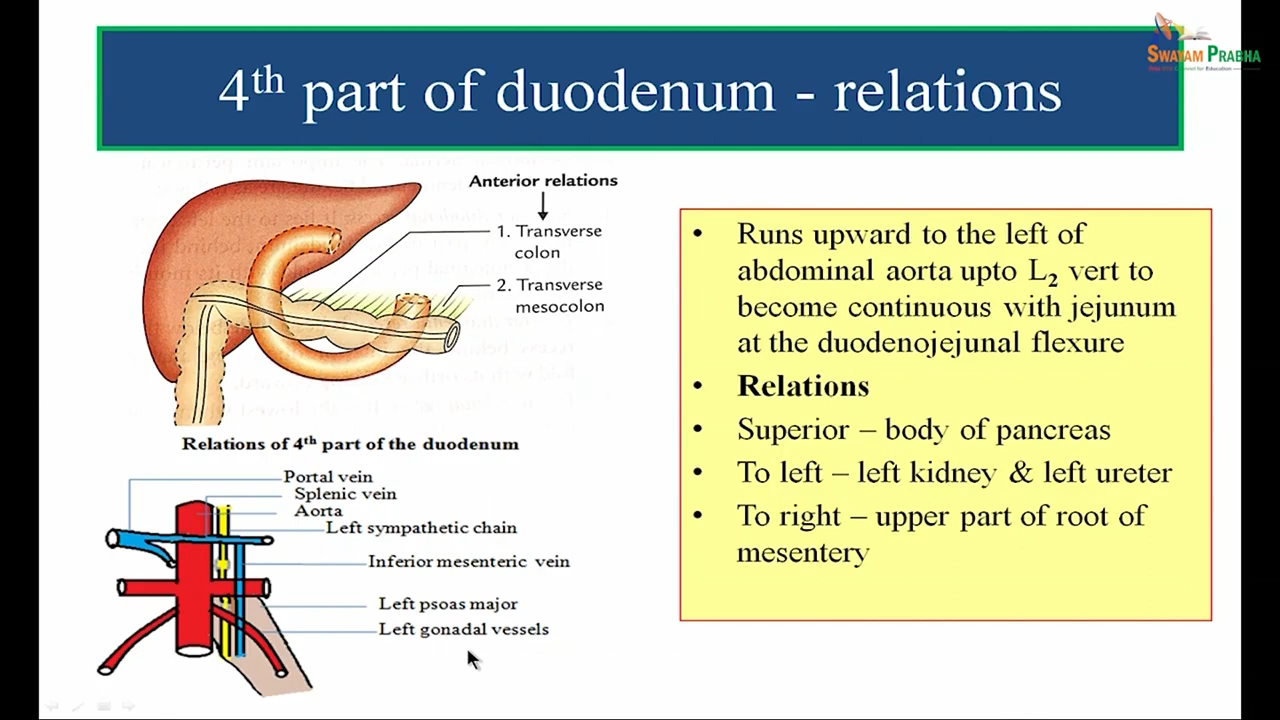 4th part of duodenum - relations
SWAYAM PRABHA
Anterior relations
1. Transverse
colon
2. Transverse
mesocolon
Relations of 4th part of the duodenum
Portal vein
Splenic vein
Aorta
Left sympathetic chain
Inferior mesenteric vein
Left psoas major
Left gonadal vessels
• Runs upward to the left of
abdominal aorta upto L2 vert to
become continuous with jejunum
at the duodenojejunal flexure
• Relations
• Superior – body of pancreas
• To left – left kidney & left ureter
• To right – upper part of root of
mesentery